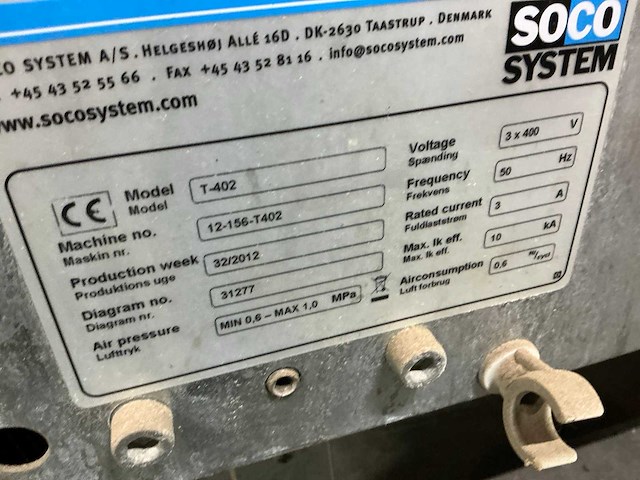 SOCO
SYSTEM
SYSTEM A/S . HELGESHØJ ALLÉ 16D . DK-2630 TAASTRUP . DENMARK
+45 43 52 55 66 . FAX +45 43 52 81 16 . info@socosystem.com
www.socosystem.com
CE
Model T-402
Model
Machine no. 12-156-T402
Maskin nr.
Production week 32/2012
Produktions uge
Diagram no. 31277
Diagram nr.
Air pressure MIN 0,6 – MAX 1,0 MPa
Lufttryk
Voltage 3 x 400 V
Spænding
Frequency 50 Hz
Frekvens
Rated current 3 A
Fuldlaststrøm
Max. Ik eff. 10 kA
Max. Ik eff.
Airconsumption 0,6 Nl/cycl
Luft forbrug